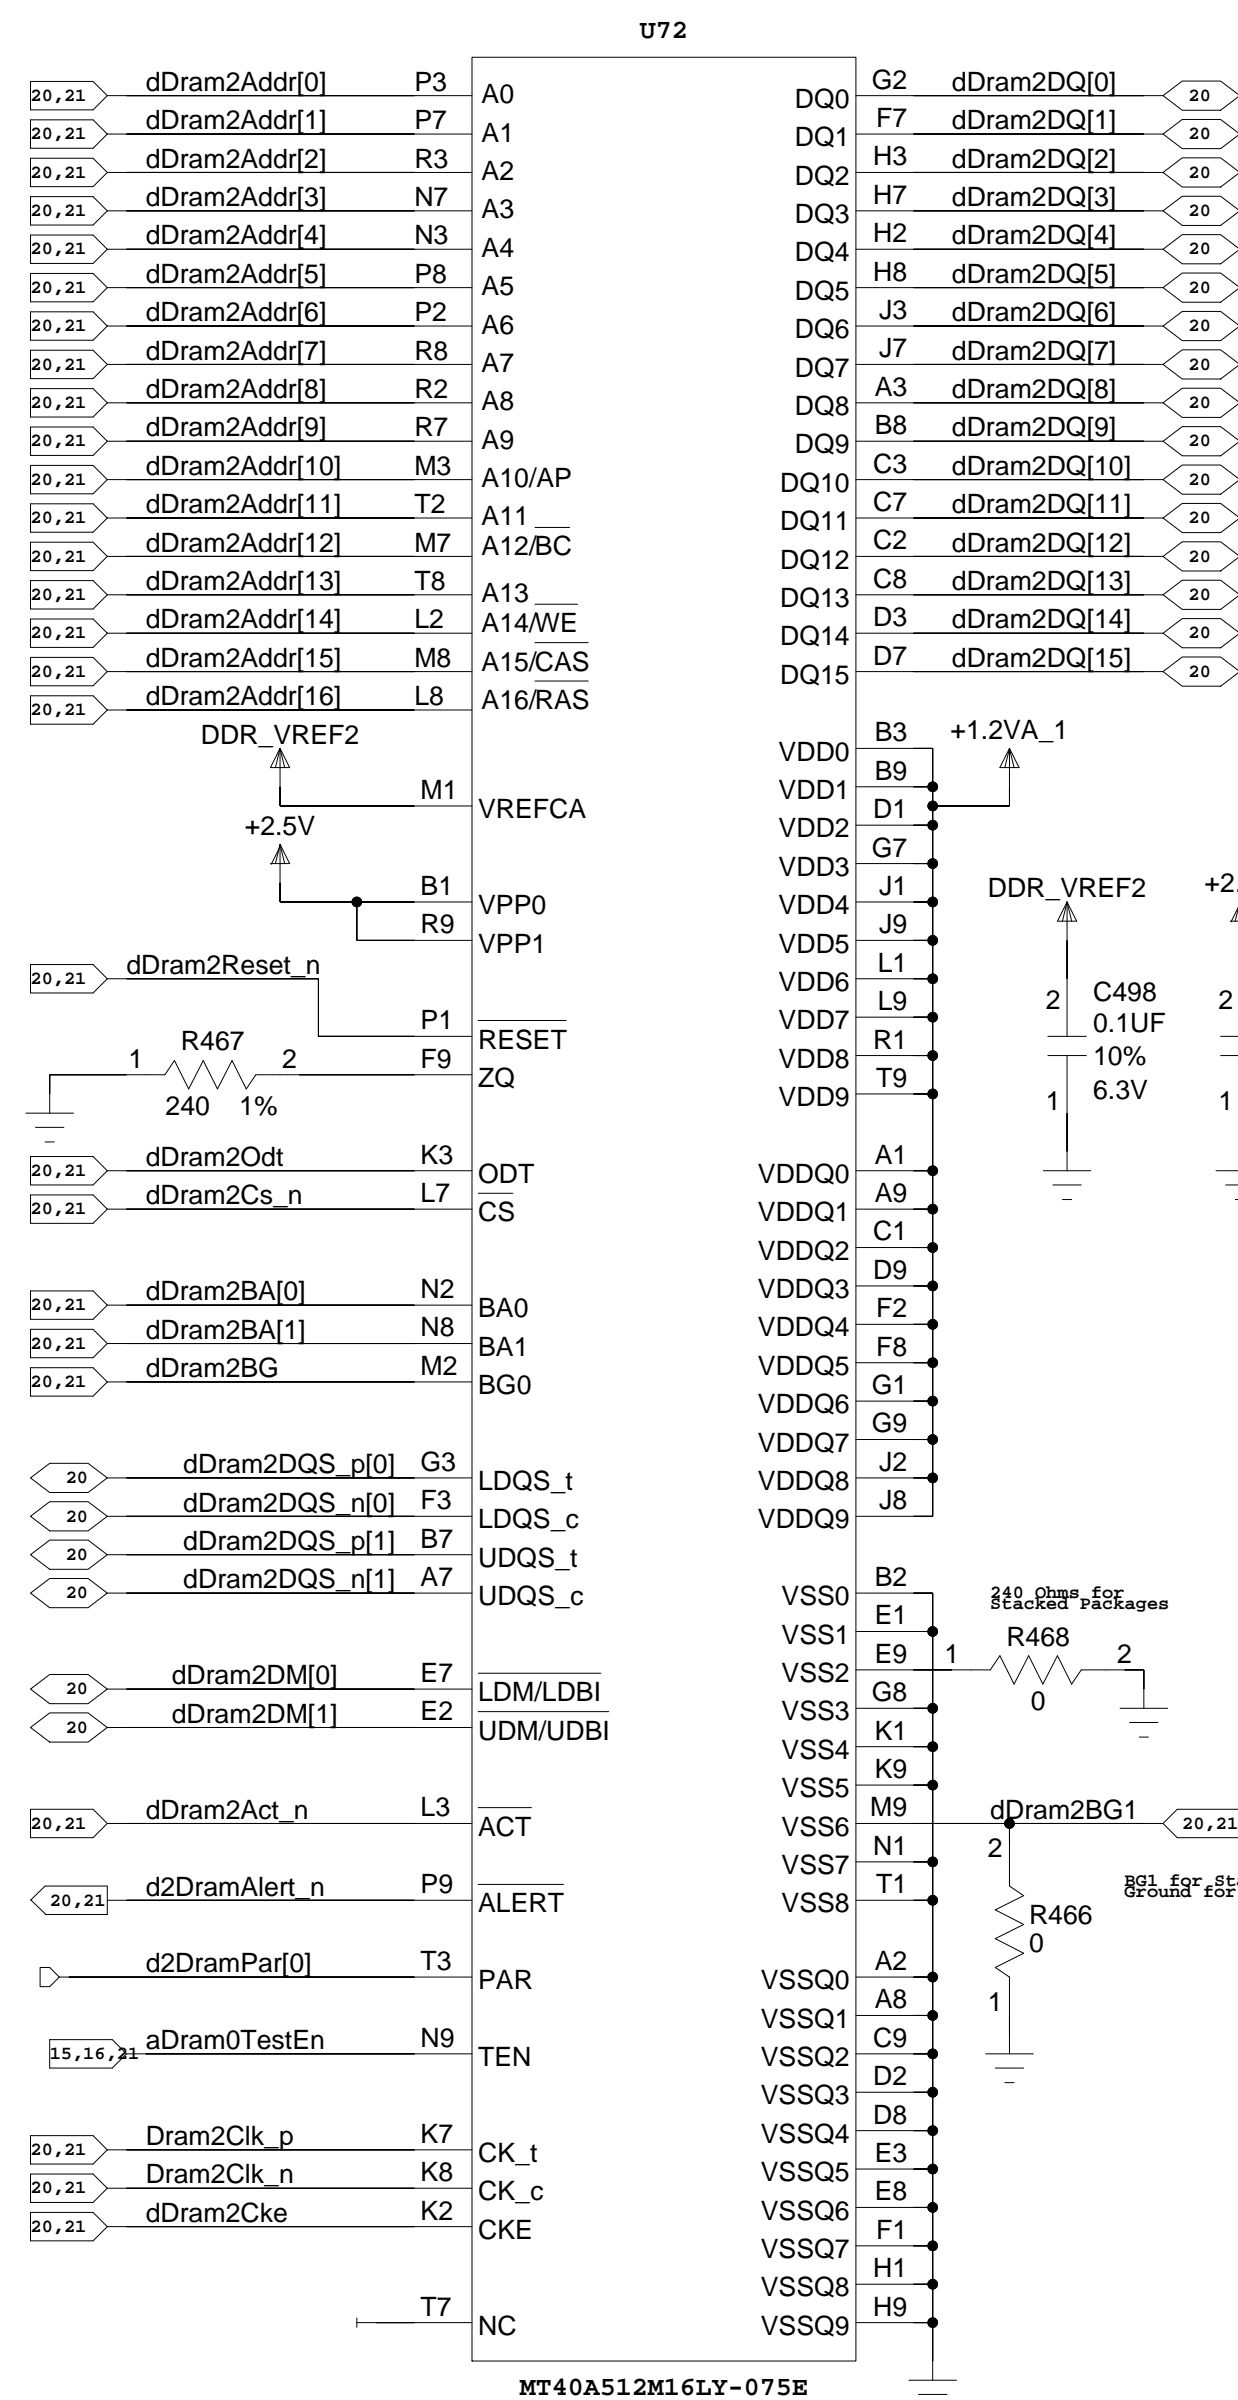 U72
20,21 dDram2Addr[0] P3 A0 DQ0 G2 dDram2DQ[0] 20
20,21 dDram2Addr[1] P7 A1 DQ1 F7 dDram2DQ[1] 20
20,21 dDram2Addr[2] R3 A2 DQ2 H3 dDram2DQ[2] 20
20,21 dDram2Addr[3] N7 A3 DQ3 H7 dDram2DQ[3] 20
20,21 dDram2Addr[4] N3 A4 DQ4 H2 dDram2DQ[4] 20
20,21 dDram2Addr[5] P8 A5 DQ5 H8 dDram2DQ[5] 20
20,21 dDram2Addr[6] P2 A6 DQ6 J3 dDram2DQ[6] 20
20,21 dDram2Addr[7] R8 A7 DQ7 J7 dDram2DQ[7] 20
20,21 dDram2Addr[8] R2 A8 DQ8 A3 dDram2DQ[8] 20
20,21 dDram2Addr[9] R7 A9 DQ9 B8 dDram2DQ[9] 20
20,21 dDram2Addr[10] M3 A10/AP DQ10 C3 dDram2DQ[10] 20
20,21 dDram2Addr[11] T2 A11 DQ11 C7 dDram2DQ[11] 20
20,21 dDram2Addr[12] M7 A12/BC DQ12 C2 dDram2DQ[12] 20
20,21 dDram2Addr[13] T8 A13 DQ13 C8 dDram2DQ[13] 20
20,21 dDram2Addr[14] L2 A14/WE DQ14 D3 dDram2DQ[14] 20
20,21 dDram2Addr[15] M8 A15/CAS DQ15 D7 dDram2DQ[15] 20
20,21 dDram2Addr[16] L8 A16/RAS
DDR_VREF2 VDD0 B3 +1.2VA_1
M1 VREFCA VDD1 B9
+2.5V VDD2 D1
VDD3 G7
B1 VPP0 VDD4 J1 DDR_VREF2 +2.
R9 VPP1 VDD5 J9
20,21 dDram2Reset_n VDD6 L1
P1 RESET VDD7 L9 2 C498 2
R467 0.1UF
1 2 F9 ZQ VDD8 R1 10%
240 1% VDD9 T9 1 6.3V 1
20,21 dDram2Odt K3 ODT VDDQ0 A1
20,21 dDram2Cs_n L7 CS VDDQ1 A9
VDDQ2 C1
VDDQ3 D9
20,21 dDram2BA[0] N2 BA0 VDDQ4 F2
20,21 dDram2BA[1] N8 BA1 VDDQ5 F8
20,21 dDram2BG M2 BG0 VDDQ6 G1
VDDQ7 G9
20 dDram2DQS_p[0] G3 LDQS_t VDDQ8 J2
20 dDram2DQS_n[0] F3 LDQS_c VDDQ9 J8
20 dDram2DQS_p[1] B7 UDQS_t
20 dDram2DQS_n[1] A7 UDQS_c VSS0 B2
240 Ohms for
Stacked Packages
VSS1 E1 R468
20 dDram2DM[0] E7 LDM/LDBI VSS2 E9 1 2
20 dDram2DM[1] E2 UDM/UDBI VSS3 G8 0
VSS4 K1
VSS5 K9
20,21 dDram2Act_n L3 ACT VSS6 M9 dDram2BG1 20,21
VSS7 N1 2
20,21 d2DramAlert_n P9 ALERT VSS8 T1
BG1 for Sta
Ground for
R466
0
d2DramPar[0] T3 PAR VSSQ0 A2
VSSQ1 A8 1
15,16,21 aDram0TestEn N9 TEN VSSQ2 C9
VSSQ3 D2
20,21 Dram2Clk_p K7 CK_t VSSQ4 D8
20,21 Dram2Clk_n K8 CK_c VSSQ5 E3
20,21 dDram2Cke K2 CKE VSSQ6 E8
VSSQ7 F1
VSSQ8 H1
T7 NC VSSQ9 H9
MT40A512M16LY-075E